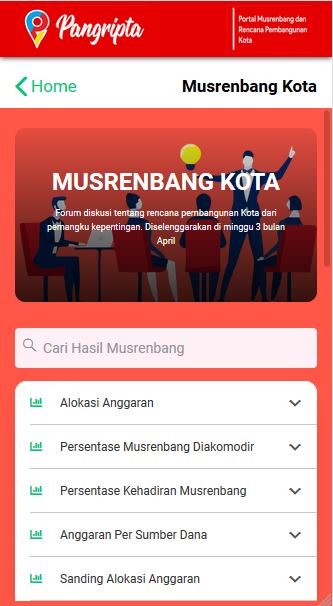 Pangripta
Portal Musrenbang dan
Rencana Pembangunan
Kota
Home
Musrenbang Kota
MUSRENBANG KOTA
Forum diskusi tentang rencana pembangunan Kota dari
pemangku kepentingan. Diselenggarakan di minggu 3 bulan
April
Cari Hasil Musrenbang
Alokasi Anggaran
Persentase Musrenbang Diakomodir
Persentase Kehadiran Musrenbang
Anggaran Per Sumber Dana
Sanding Alokasi Anggaran